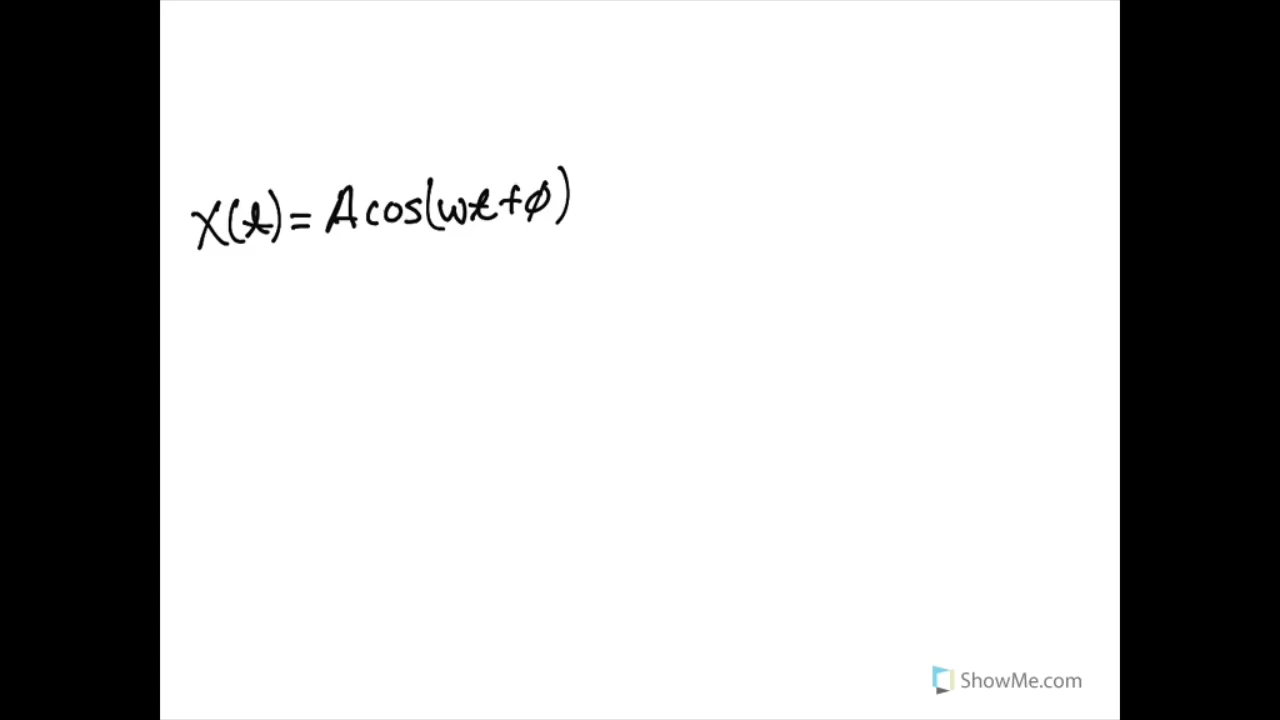 x(t) = A cos(ωt + ϕ)
ShowMe.com